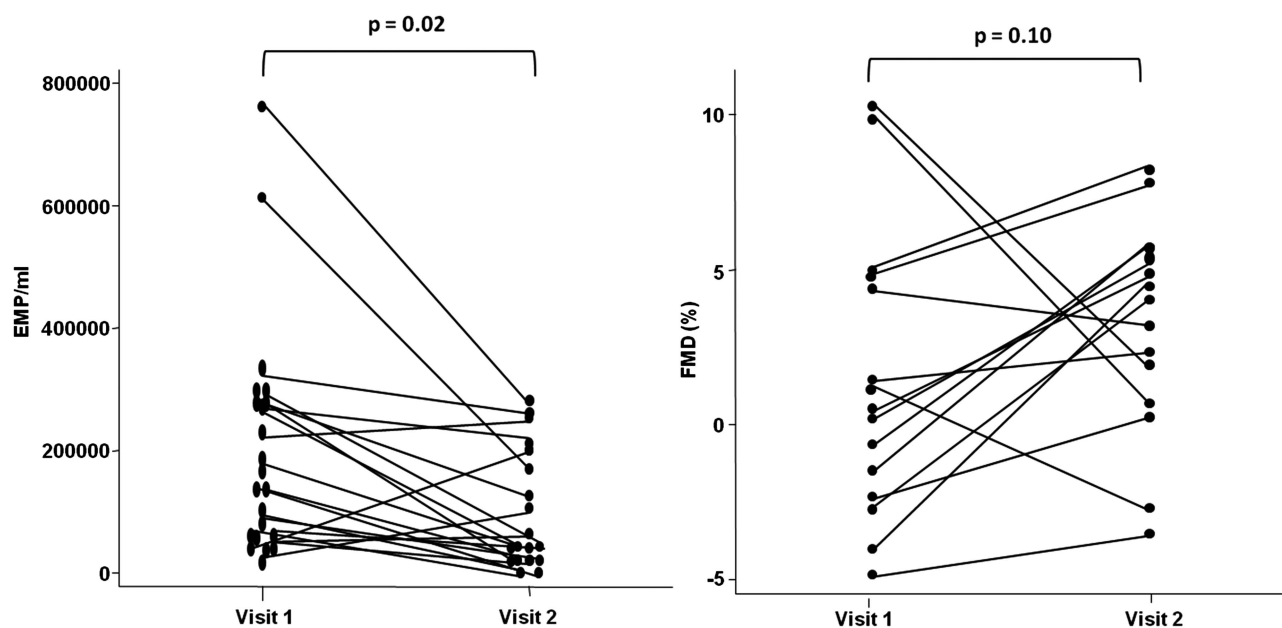 p = 0.02
800000
600000
400000
200000
0
EMP/ml
Visit 1
Visit 2
p = 0.10
10
5
0
-5
FMD (%)
Visit 1
Visit 2